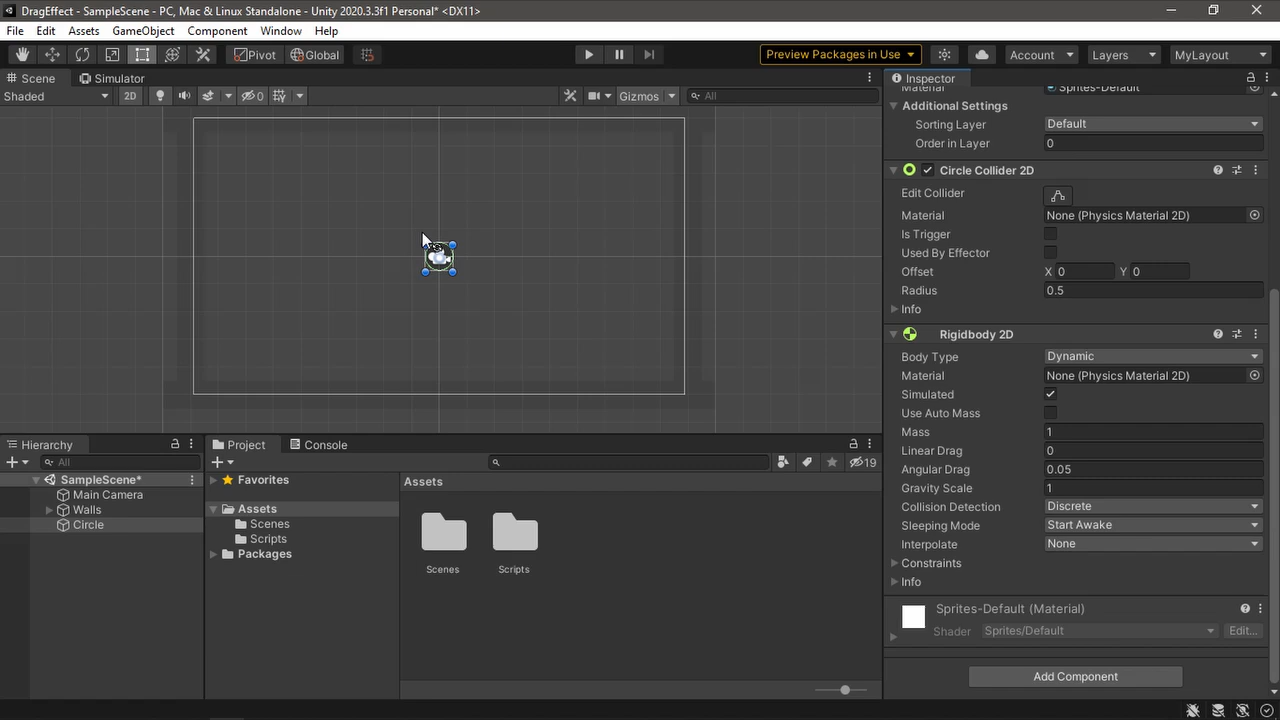 DragEffect - SampleScene - PC, Mac & Linux Standalone - Unity 2020.3.3f1 Personal* <DX11>
File Edit Assets GameObject Component Window Help
Pivot Global Preview Packages in Use Account Layers MyLayout
Scene Simulator
Shaded 2D 0 Gizmos All
Inspector
Material Sprites-Default
Additional Settings
Sorting Layer Default
Order in Layer 0
Circle Collider 2D
Edit Collider
Material None (Physics Material 2D)
Is Trigger
Used By Effector
Offset X 0 Y 0
Radius 0.5
Info
Rigidbody 2D
Body Type Dynamic
Material None (Physics Material 2D)
Simulated
Use Auto Mass
Mass 1
Linear Drag 0
Angular Drag 0.05
Gravity Scale 1
Collision Detection Discrete
Sleeping Mode Start Awake
Interpolate None
Constraints
Info
Sprites-Default (Material)
Shader Sprites/Default Edit...
Add Component
Hierarchy
All
SampleScene*
Main Camera
Walls
Circle
Project Console
19
Favorites
Assets
Scenes
Scripts
Packages
Assets
Scenes Scripts